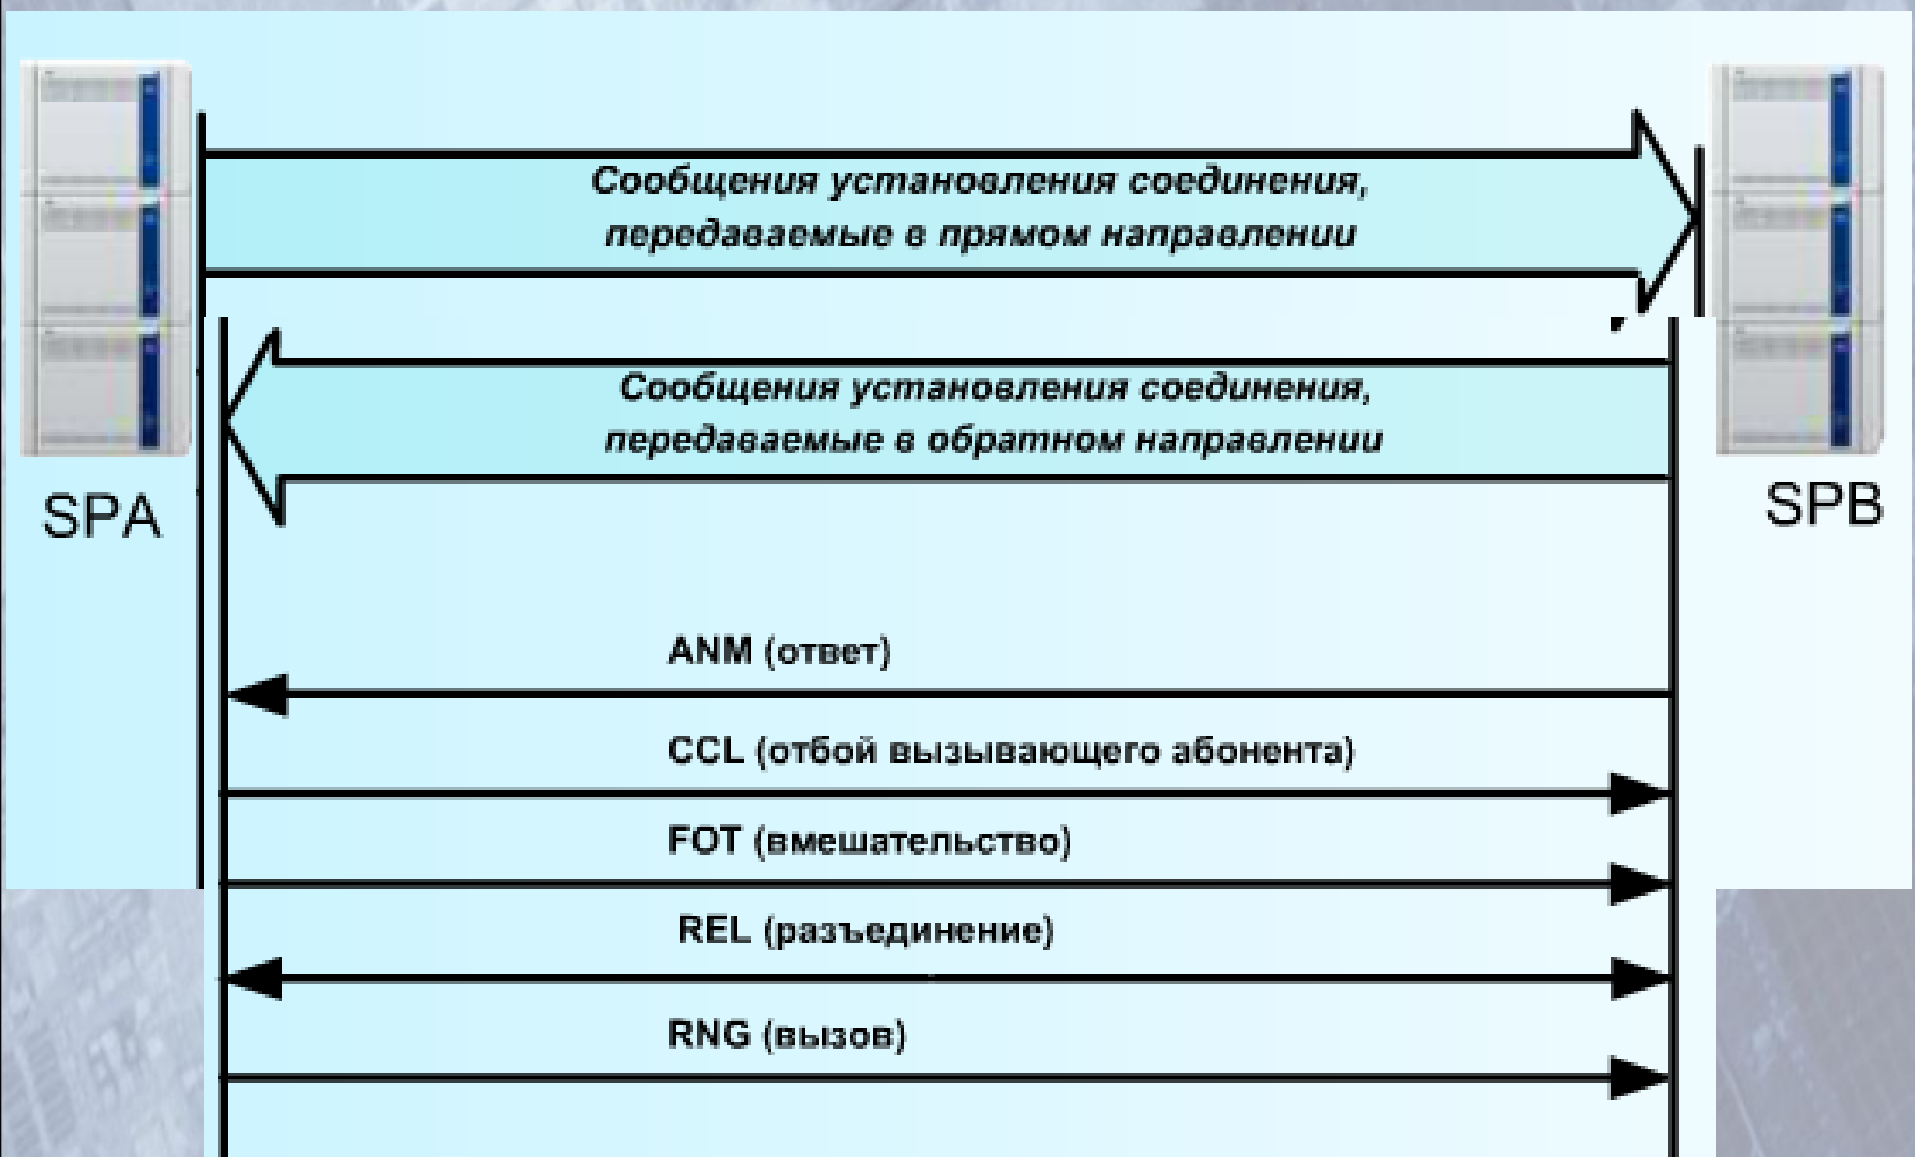 Сообщения установления соединения,
передаваемые в прямом направлении
Сообщения установления соединения,
передаваемые в обратном направлении
SPA
SPB
ANM (ответ)
CCL (отбой вызывающего абонента)
FOT (вмешательство)
REL (разъединение)
RNG (вызов)